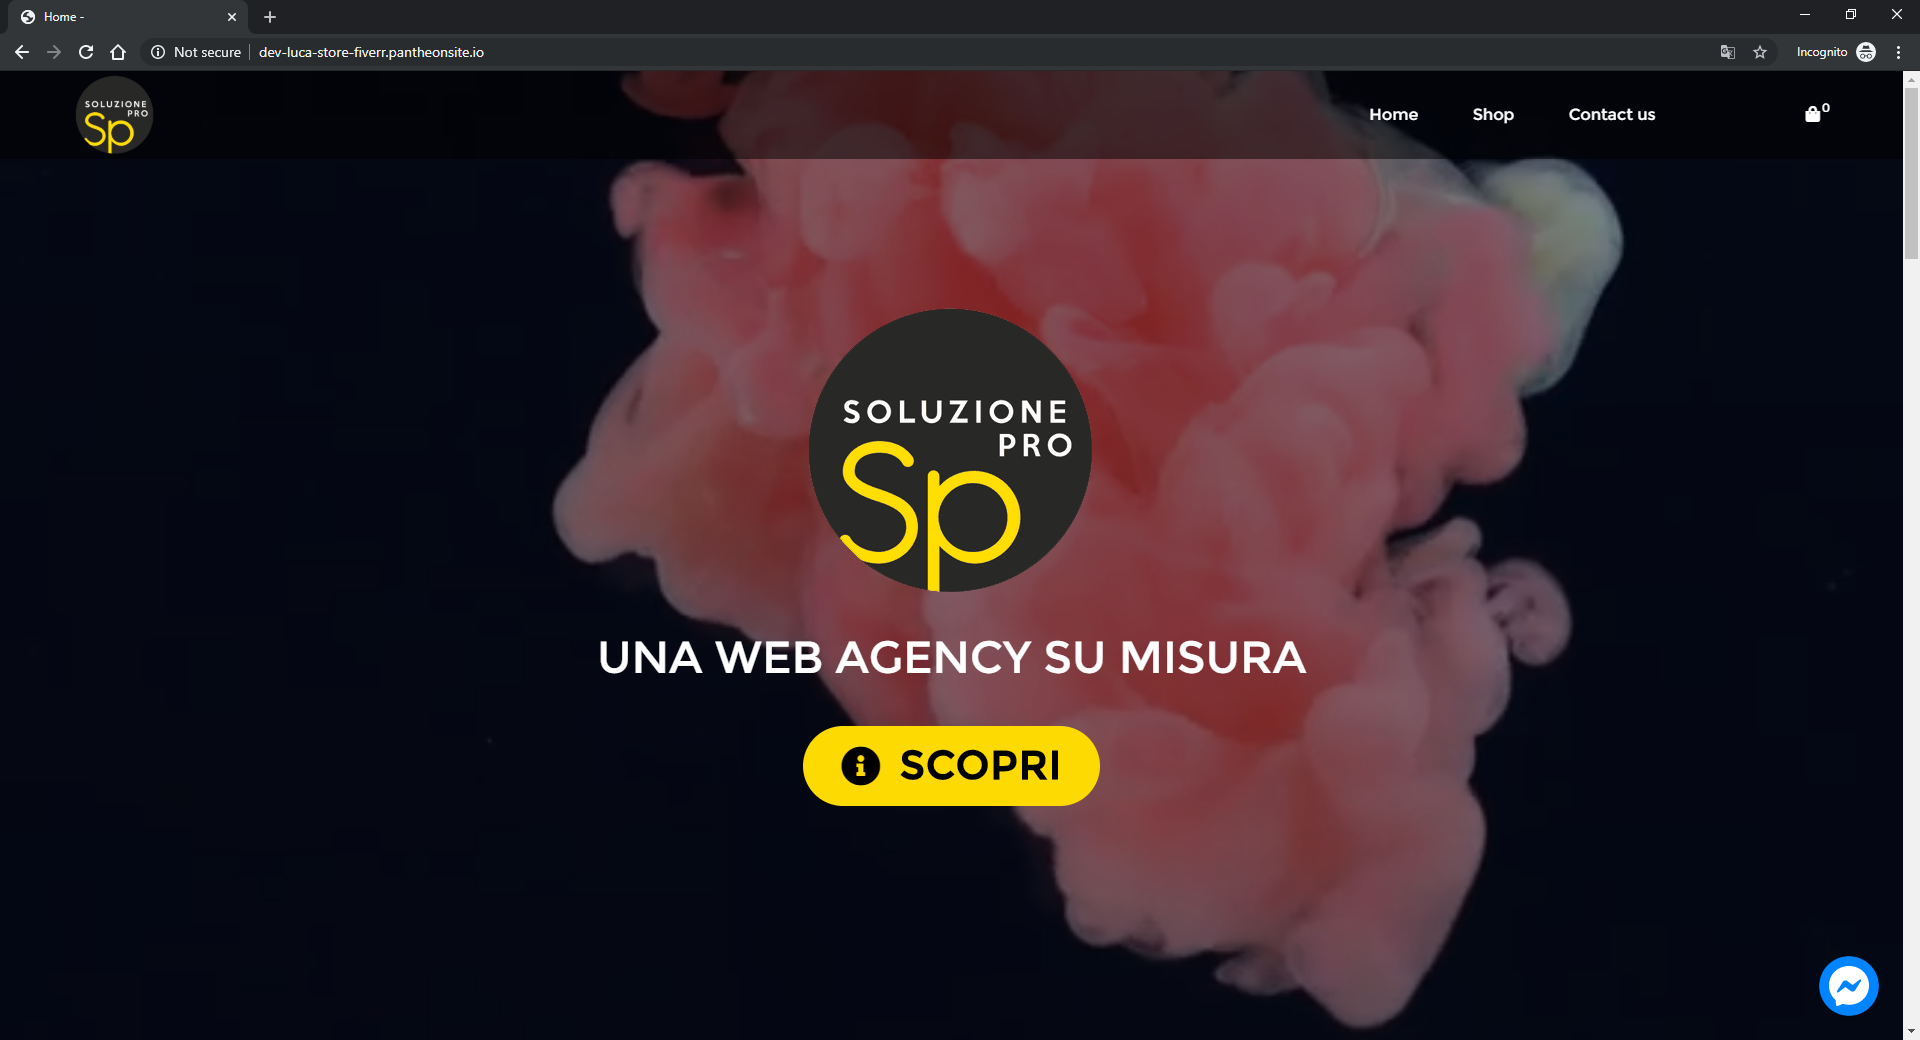 Home -
Not secure
dev-luca-store-fiverr.pantheonsite.io
Incognito
SOLUZIONE
PRO
Sp
Home
Shop
Contact us
0
SOLUZIONE
PRO
Sp
UNA WEB AGENCY SU MISURA
SCOPRI